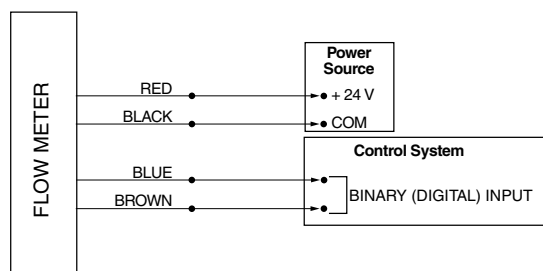 FLOW METER
RED
BLACK
BLUE
BROWN
Power
Source
+ 24 V
COM
Control System
BINARY (DIGITAL) INPUT